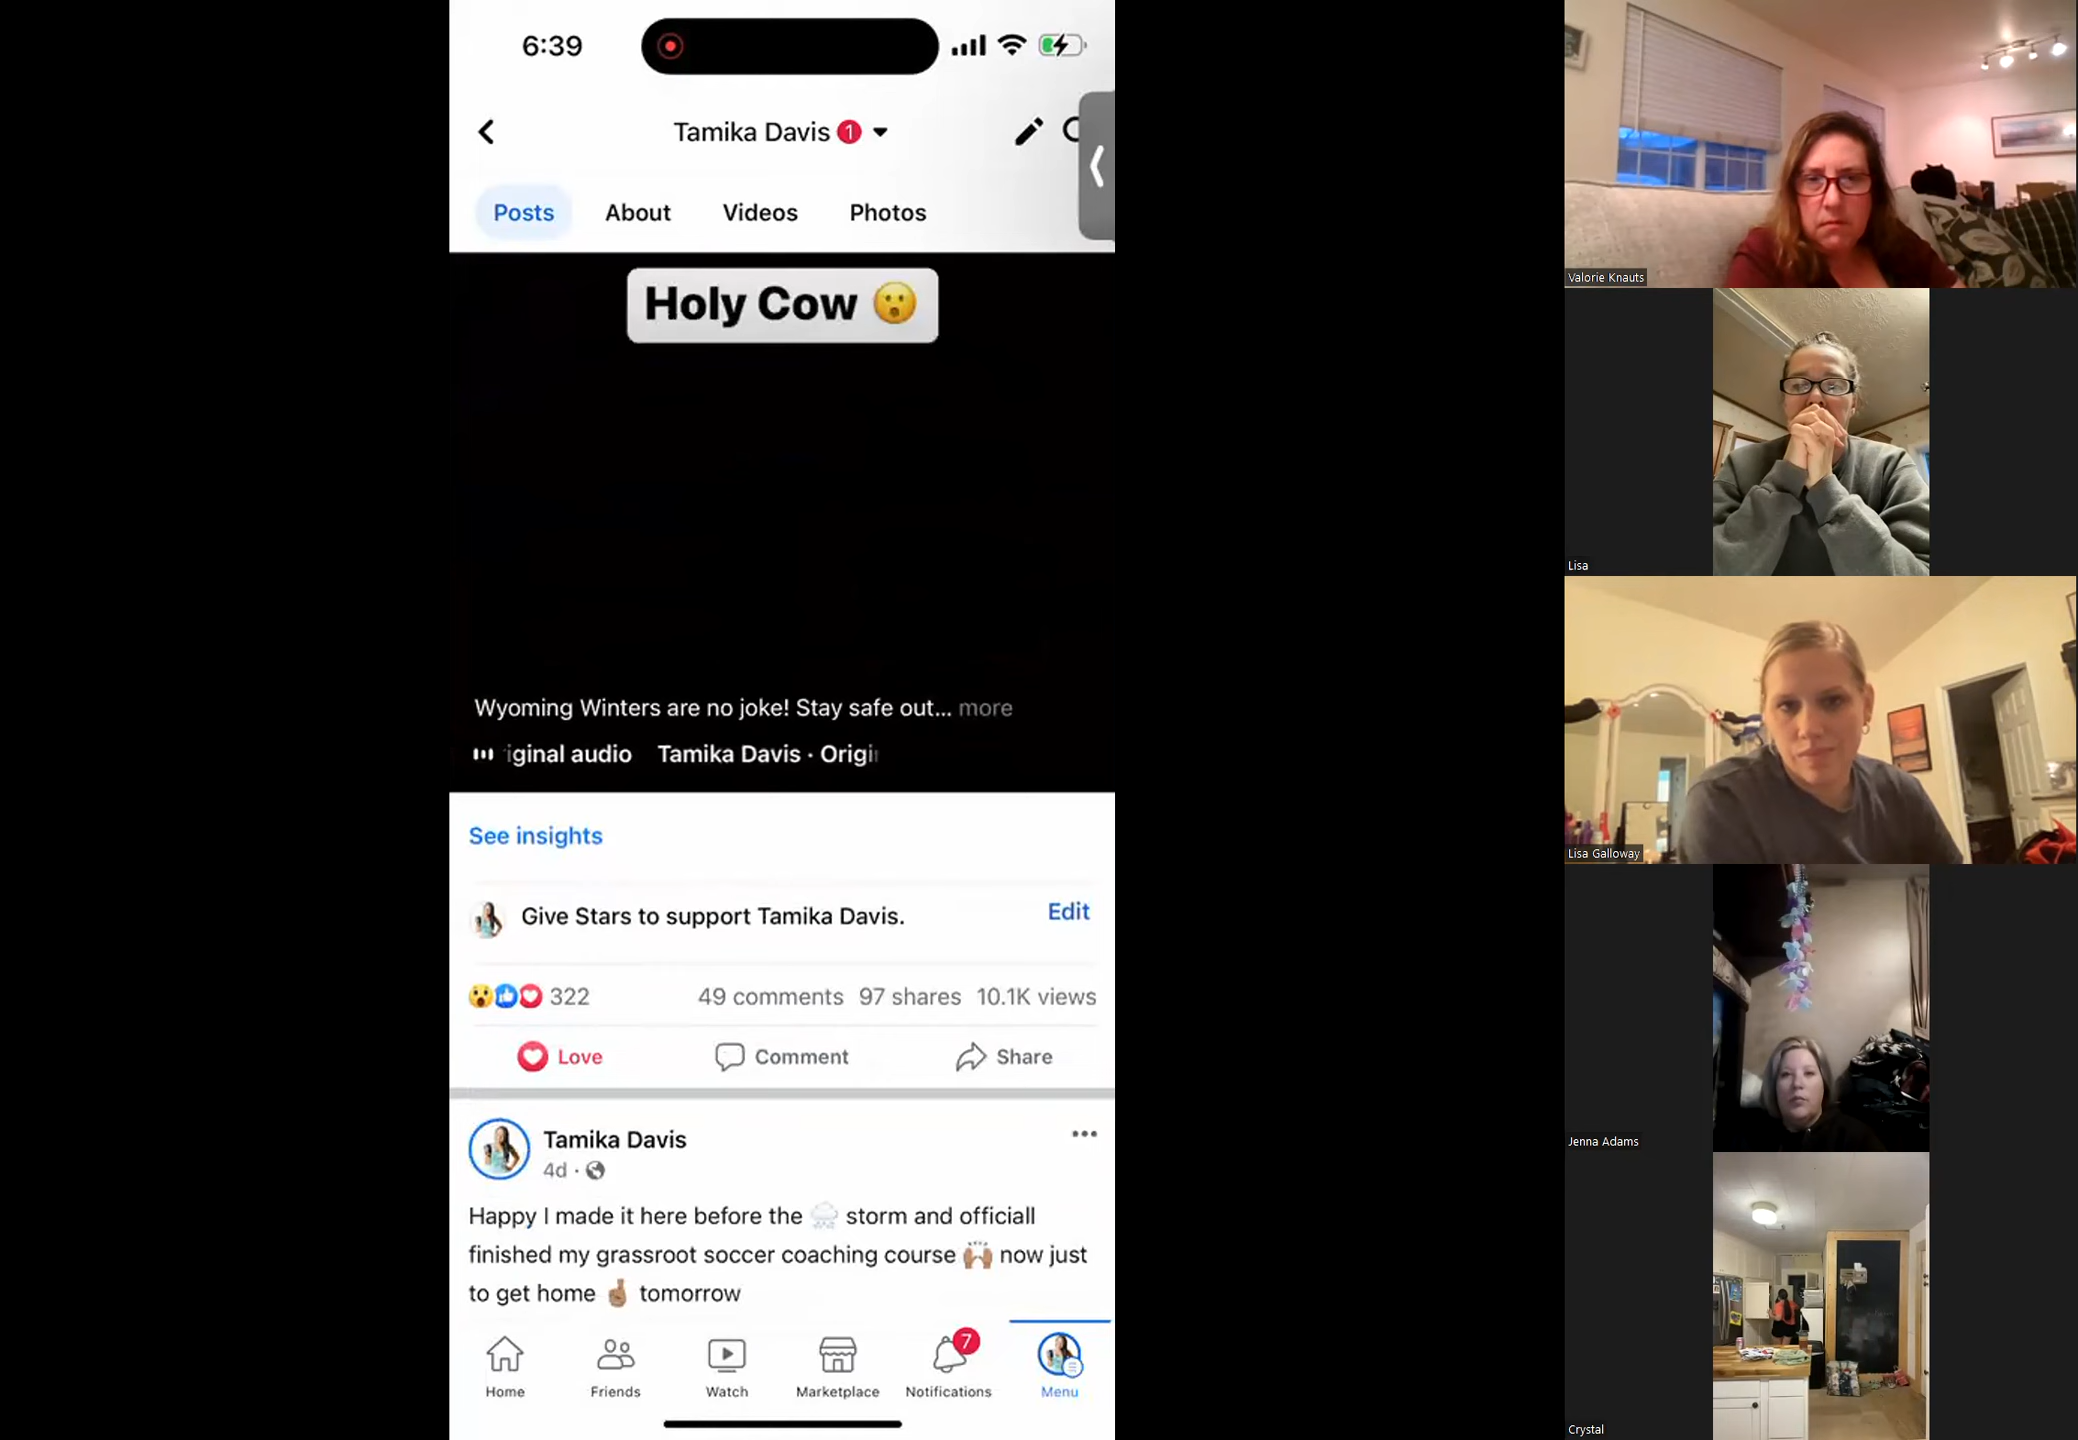 6:39
Tamika Davis 1
Posts About Videos Photos
Holy Cow 😮
Wyoming Winters are no joke! Stay safe out... more
iginal audio Tamika Davis · Origi
See insights
Give Stars to support Tamika Davis. Edit
322 49 comments 97 shares 10.1K views
Love Comment Share
Tamika Davis
4d ·
Happy I made it here before the 🌨️ storm and officiall
finished my grassroot soccer coaching course 🙌🏽 now just
to get home 🤞🏽 tomorrow
7
Home Friends Watch Marketplace Notifications Menu
Valorie Knauts
Lisa
Lisa Galloway
Jenna Adams
Crystal